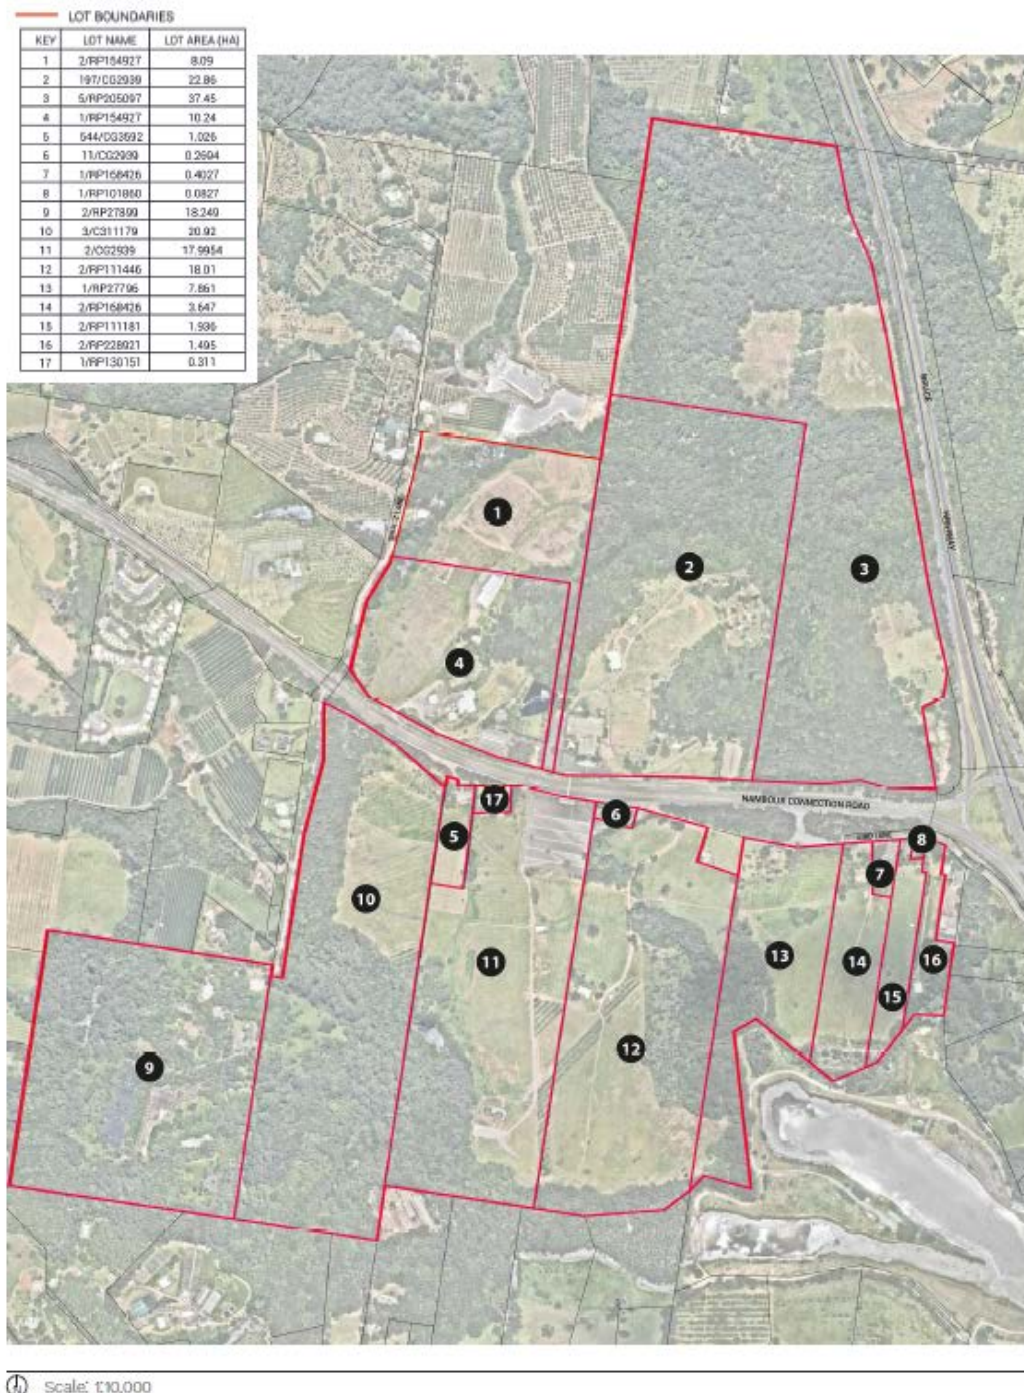 LOT BOUNDARIES
KEY LOT NAME LOT AREA (HA)
1 2/RP154927 8.09
2 197/CG2939 22.86
3 5/RP205097 37.45
4 1/RP154927 10.24
5 644/CG3592 1.026
6 11/CG2939 0.2694
7 1/RP168426 0.4027
8 1/RP101860 0.0827
9 2/RP27899 18.249
10 3/C311179 20.92
11 2/CG2939 17.9954
12 2/RP111446 18.01
13 1/RP27796 7.861
14 2/RP168426 3.647
15 2/RP111181 1.936
16 2/RP228921 1.495
17 1/RP130151 0.311
BRUCE
HIGHWAY
1
2
3
4
NAMBOUR CONNECTION ROAD
17
6
5
8
7
10
11
13
14
16
15
12
9
Scale: 1:10,000